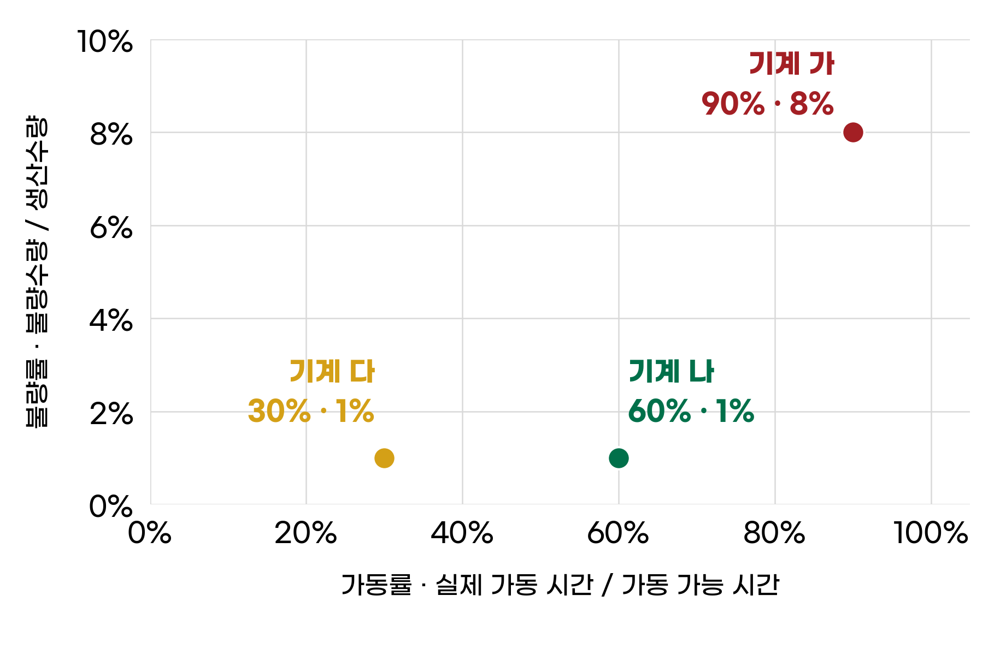 10%
8%
6%
4%
2%
0%
불량률 · 불량수량 / 생산수량
기계 가
90% · 8%
기계 다
30% · 1%
기계 나
60% · 1%
0%
20%
40%
60%
80%
100%
가동률 · 실제 가동 시간 / 가동 가능 시간